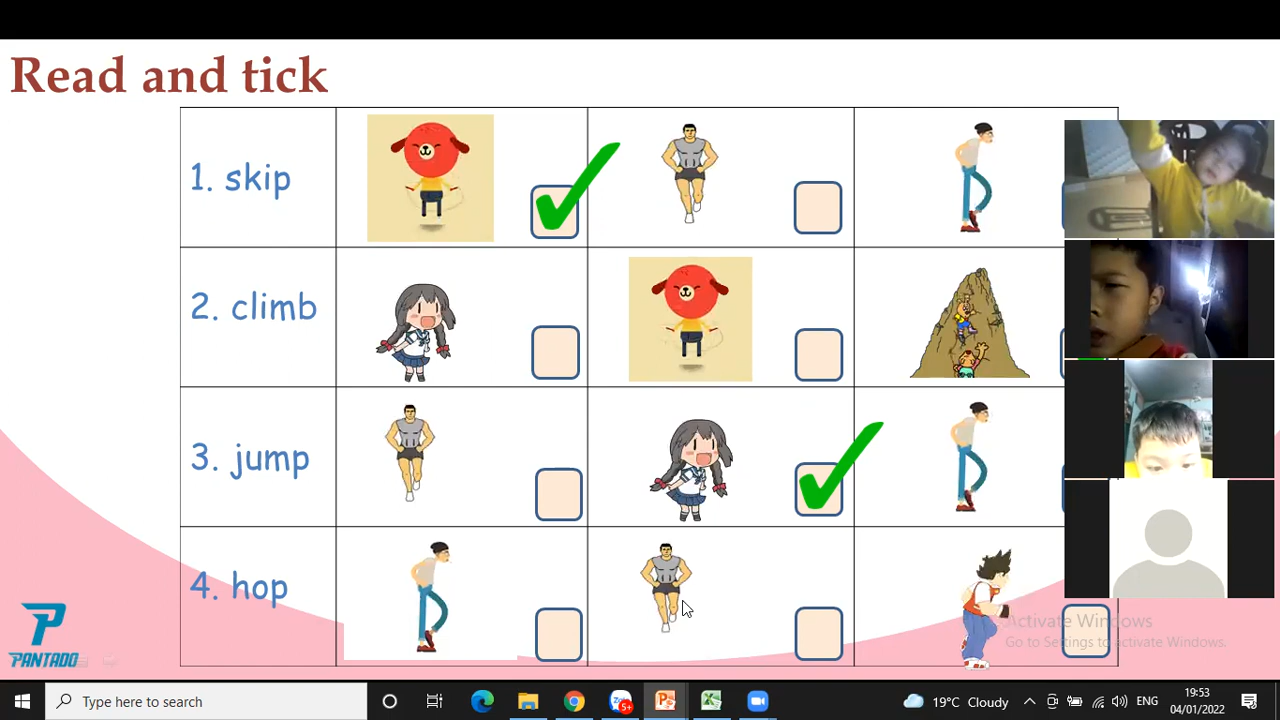 Read and tick
1. skip
2. climb
3. jump
4. hop
Activate Windows
Go to Settings to activate Windows.
PANTADO
Type here to search
5+
19°C Cloudy
ENG
19:53
04/01/2022